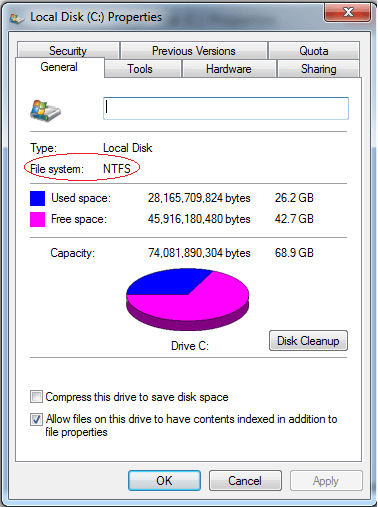 Local Disk (C:) Properties
Security Previous Versions Quota
General Tools Hardware Sharing
Type: Local Disk
File system: NTFS
Used space: 28,165,709,824 bytes 26.2 GB
Free space: 45,916,180,480 bytes 42.7 GB
Capacity: 74,081,890,304 bytes 68.9 GB
Drive C:
Disk Cleanup
Compress this drive to save disk space
Allow files on this drive to have contents indexed in addition to
file properties
OK Cancel Apply